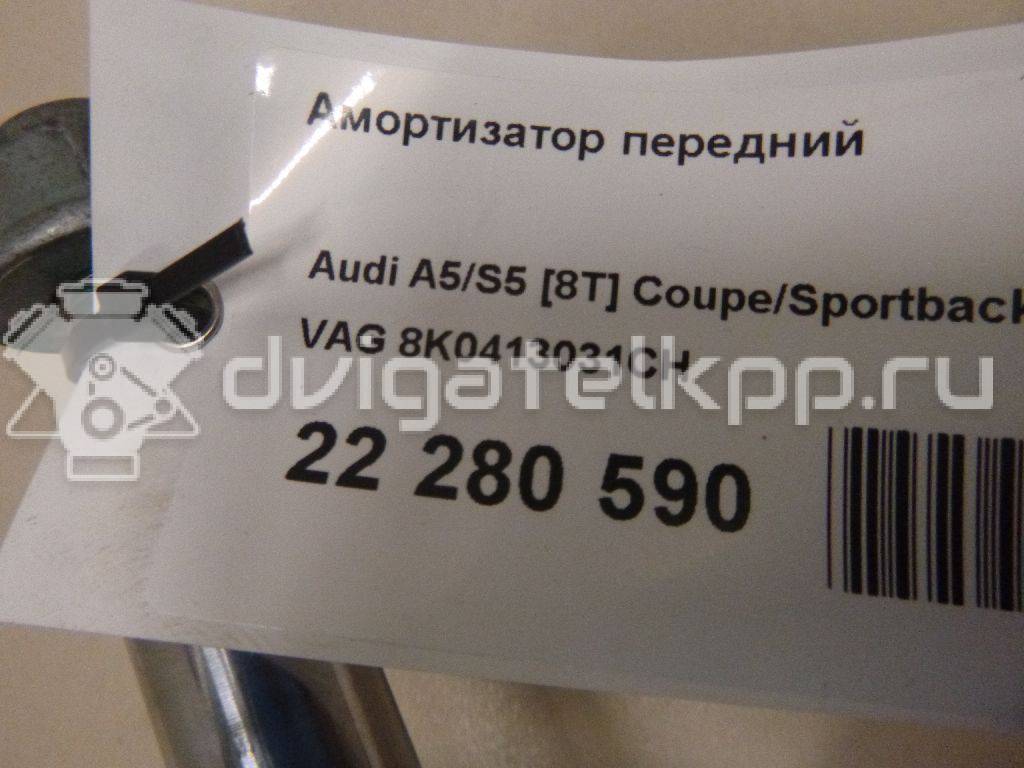 Амортизатор передний
Audi A5/S5 [8T] Coupe/Sportback
VAG 8K0413031CH
dvigatelkpp.ru
22 280 590